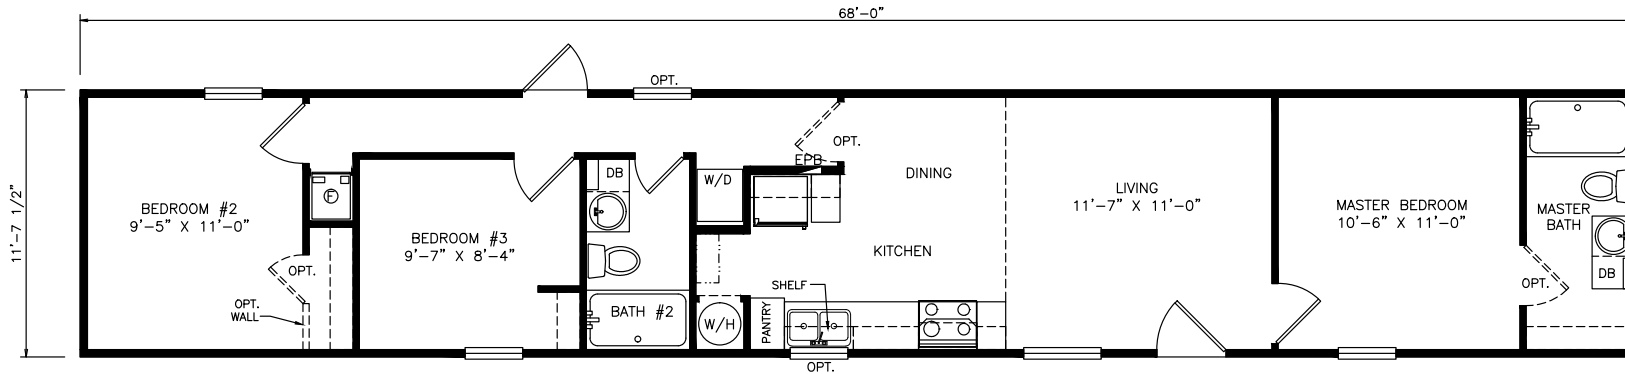 68'-0"
11'-7 1/2"
OPT.
BEDROOM #2
9'-5" X 11'-0"
F
OPT.
OPT.
WALL
BEDROOM #3
9'-7" X 8'-4"
DB
BATH #2
W/D
W/H
EPB
OPT.
PANTRY
SHELF
OPT.
DINING
KITCHEN
LIVING
11'-7" X 11'-0"
MASTER BEDROOM
10'-6" X 11'-0"
OPT.
MASTER
BATH
DB